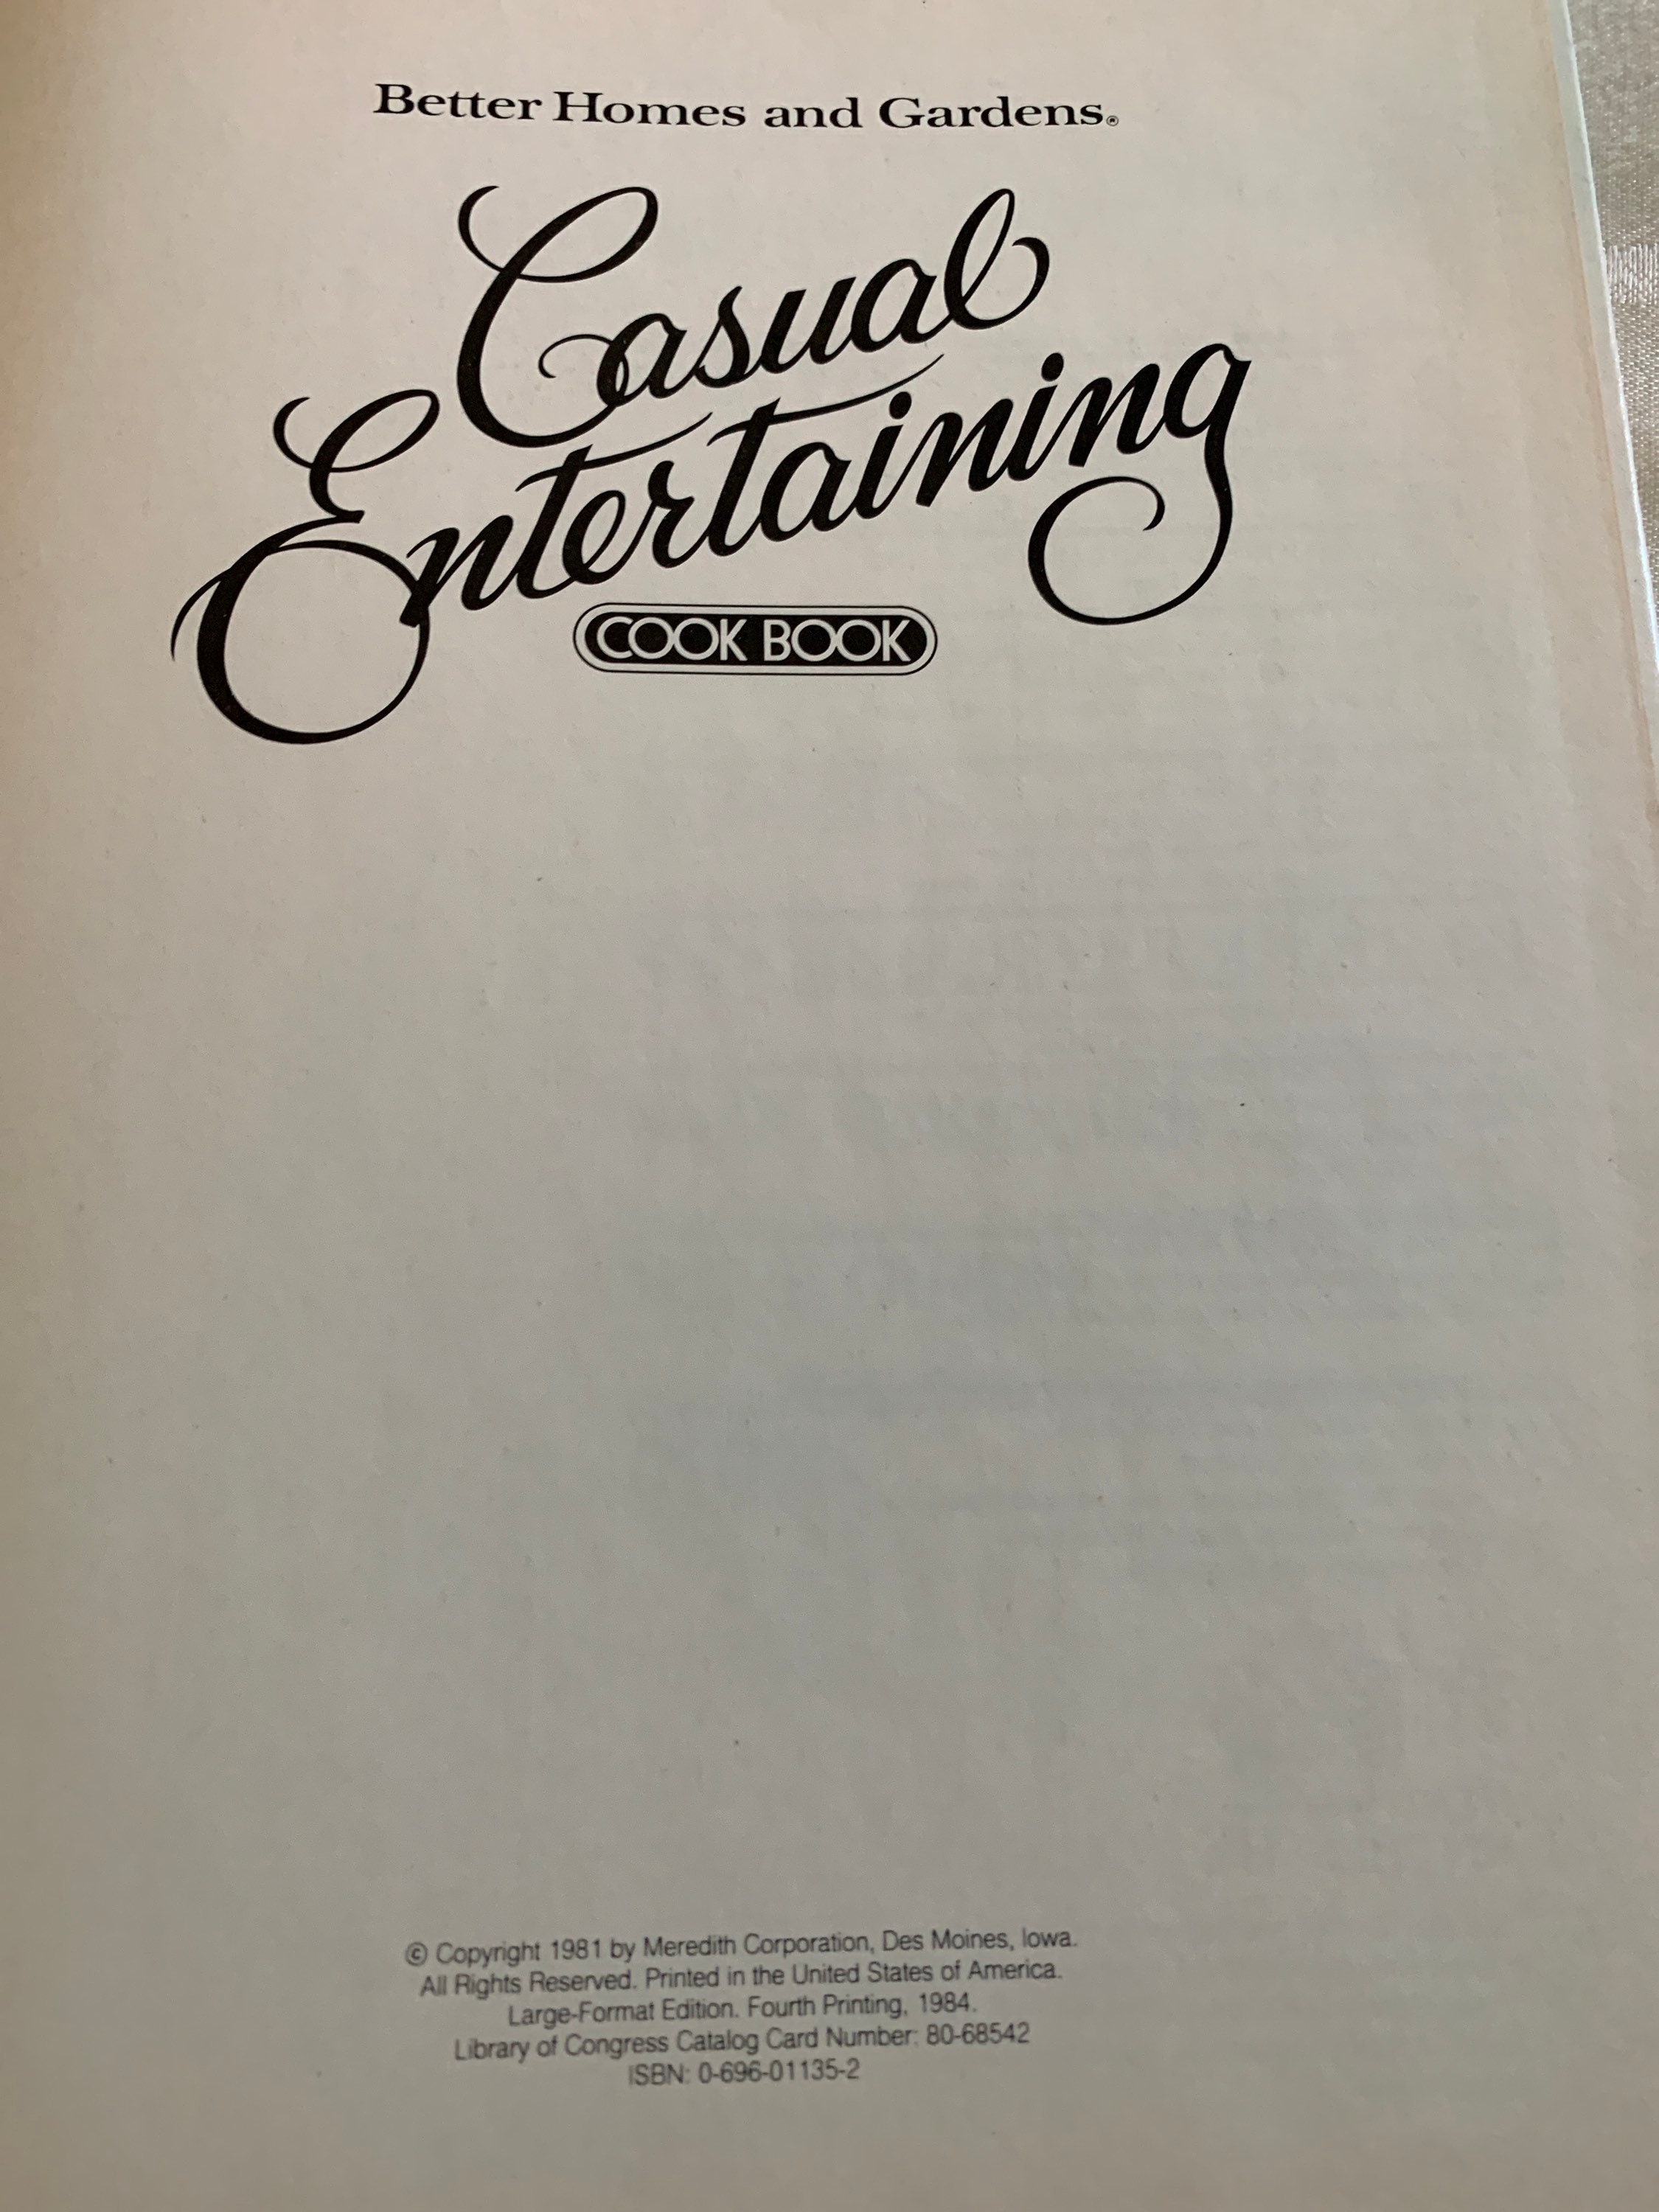 Better Homes and Gardens®
Casual
Entertaining
COOK BOOK
© Copyright 1981 by Meredith Corporation, Des Moines, Iowa.
All Rights Reserved. Printed in the United States of America.
Large-Format Edition. Fourth Printing, 1984.
Library of Congress Catalog Card Number: 80-68542
ISBN: 0-696-01135-2